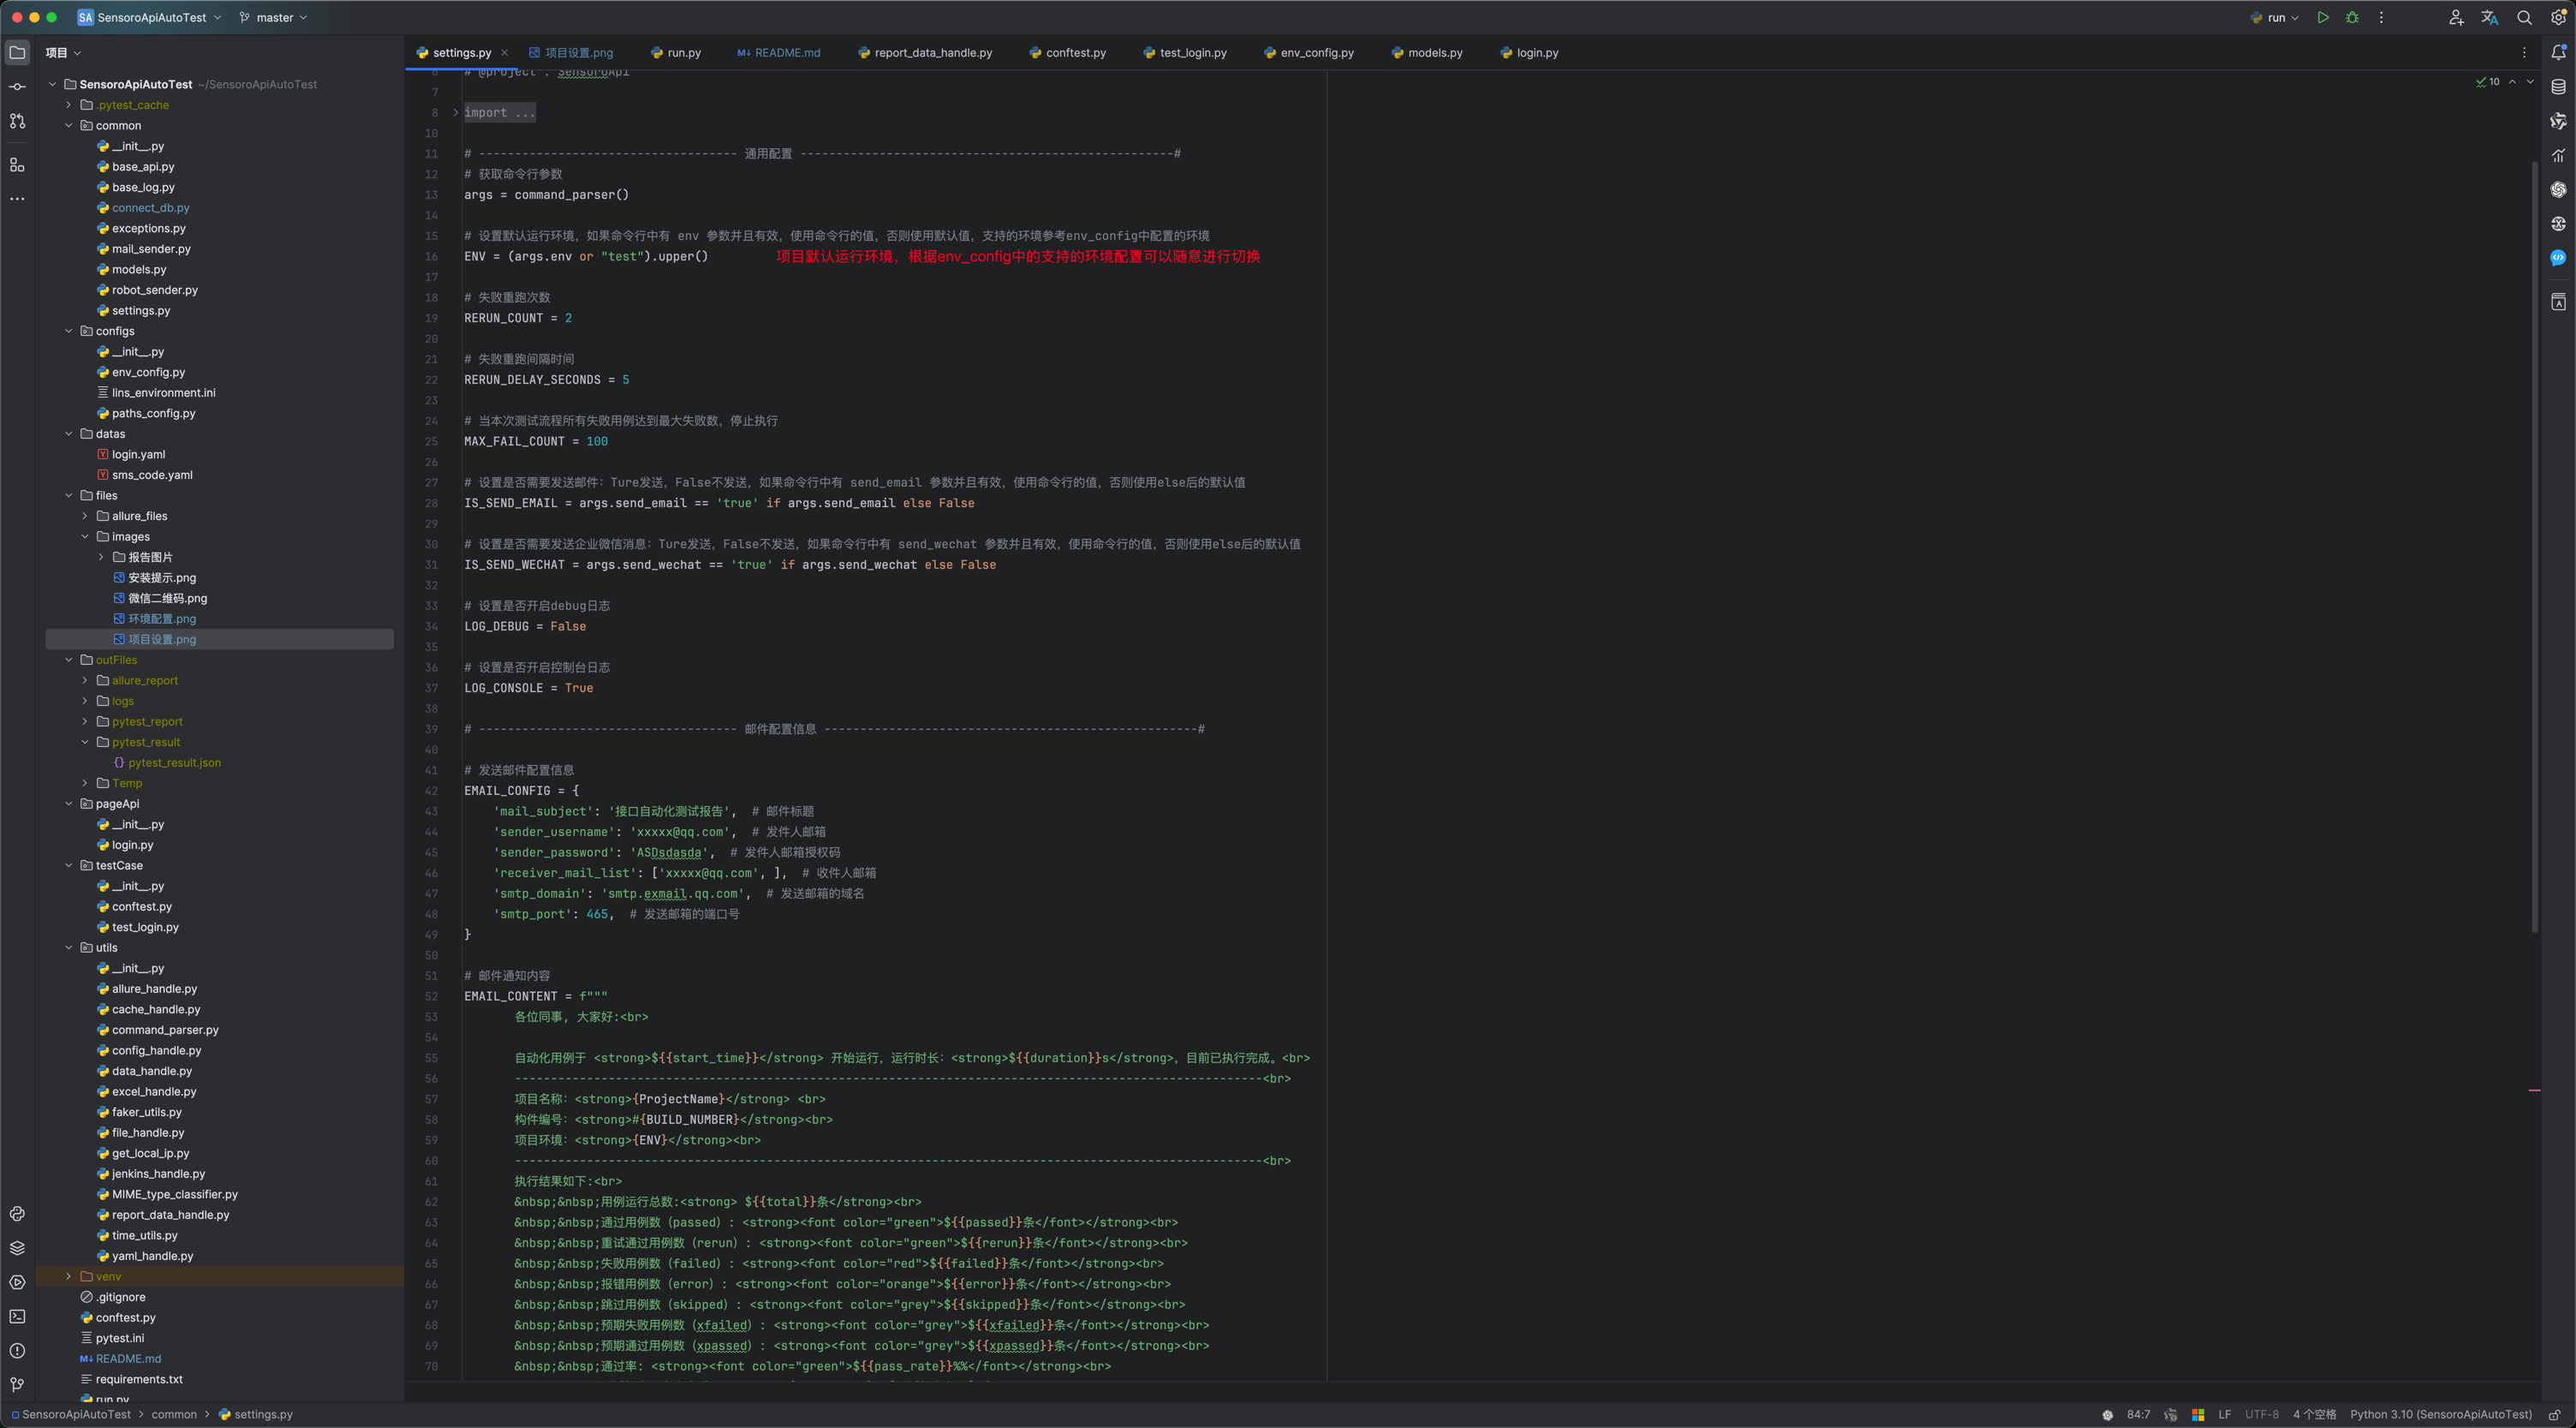 SA SensoroApiAutoTest master run
项目
settings.py 项目设置.png run.py M↓ README.md report_data_handle.py conftest.py test_login.py env_config.py models.py login.py
SensoroApiAutoTest ~/SensoroApiAutoTest
.pytest_cache
common
__init__.py
base_api.py
base_log.py
connect_db.py
exceptions.py
mail_sender.py
models.py
robot_sender.py
settings.py
configs
__init__.py
env_config.py
lins_environment.ini
paths_config.py
datas
login.yaml
sms_code.yaml
files
allure_files
images
报告图片
安装提示.png
微信二维码.png
环境配置.png
项目设置.png
outFiles
allure_report
logs
pytest_report
pytest_result
pytest_result.json
Temp
pageApi
__init__.py
login.py
testCase
__init__.py
conftest.py
test_login.py
utils
__init__.py
allure_handle.py
cache_handle.py
command_parser.py
config_handle.py
data_handle.py
excel_handle.py
faker_utils.py
file_handle.py
get_local_ip.py
jenkins_handle.py
MIME_type_classifier.py
report_data_handle.py
time_utils.py
yaml_handle.py
venv
.gitignore
conftest.py
pytest.ini
M↓ README.md
requirements.txt
run.py
10
6 # @project : SensoroApi
7
8 import ...
10
11 # ------------------------------------ 通用配置 ----------------------------------------------------#
12 # 获取命令行参数
13 args = command_parser()
14
15 # 设置默认运行环境，如果命令行中有 env 参数并且有效，使用命令行的值，否则使用默认值，支持的环境参考env_config中配置的环境
16 ENV = (args.env or "test").upper() 项目默认运行环境，根据env_config中的支持的环境配置可以随意进行切换
17
18 # 失败重跑次数
19 RERUN_COUNT = 2
20
21 # 失败重跑间隔时间
22 RERUN_DELAY_SECONDS = 5
23
24 # 当本次测试流程所有失败用例达到最大失败数，停止执行
25 MAX_FAIL_COUNT = 100
26
27 # 设置是否需要发送邮件：Ture发送，False不发送，如果命令行中有 send_email 参数并且有效，使用命令行的值，否则使用else后的默认值
28 IS_SEND_EMAIL = args.send_email == 'true' if args.send_email else False
29
30 # 设置是否需要发送企业微信消息：Ture发送，False不发送，如果命令行中有 send_wechat 参数并且有效，使用命令行的值，否则使用else后的默认值
31 IS_SEND_WECHAT = args.send_wechat == 'true' if args.send_wechat else False
32
33 # 设置是否开启debug日志
34 LOG_DEBUG = False
35
36 # 设置是否开启控制台日志
37 LOG_CONSOLE = True
38
39 # ------------------------------------ 邮件配置信息 ----------------------------------------------------#
40
41 # 发送邮件配置信息
42 EMAIL_CONFIG = {
43 'mail_subject': '接口自动化测试报告', # 邮件标题
44 'sender_username': 'xxxxx@qq.com', # 发件人邮箱
45 'sender_password': 'ASDsdasda', # 发件人邮箱授权码
46 'receiver_mail_list': ['xxxxx@qq.com', ], # 收件人邮箱
47 'smtp_domain': 'smtp.exmail.qq.com', # 发送邮箱的域名
48 'smtp_port': 465, # 发送邮箱的端口号
49 }
50
51 # 邮件通知内容
52 EMAIL_CONTENT = f"""
53 各位同事, 大家好:<br>
54
55 自动化用例于 <strong>${{start_time}}</strong> 开始运行，运行时长：<strong>${{duration}}s</strong>，目前已执行完成。<br>
56 --------------------------------------------------------------------------------------------------------<br>
57 项目名称：<strong>{ProjectName}</strong> <br>
58 构件编号：<strong>#{BUILD_NUMBER}</strong><br>
59 项目环境：<strong>{ENV}</strong><br>
60 --------------------------------------------------------------------------------------------------------<br>
61 执行结果如下:<br>
62 &nbsp;&nbsp;用例运行总数:<strong> ${{total}}条</strong><br>
63 &nbsp;&nbsp;通过用例数（passed）: <strong><font color="green">${{passed}}条</font></strong><br>
64 &nbsp;&nbsp;重试通过用例数（rerun）: <strong><font color="green">${{rerun}}条</font></strong><br>
65 &nbsp;&nbsp;失败用例数（failed）: <strong><font color="red">${{failed}}条</font></strong><br>
66 &nbsp;&nbsp;报错用例数（error）: <strong><font color="orange">${{error}}条</font></strong><br>
67 &nbsp;&nbsp;跳过用例数（skipped）: <strong><font color="grey">${{skipped}}条</font></strong><br>
68 &nbsp;&nbsp;预期失败用例数（xfailed）: <strong><font color="grey">${{xfailed}}条</font></strong><br>
69 &nbsp;&nbsp;预期通过用例数（xpassed）: <strong><font color="grey">${{xpassed}}条</font></strong><br>
70 &nbsp;&nbsp;通过率: <strong><font color="green">${{pass_rate}}%%</font></strong><br>
SensoroApiAutoTest > common > settings.py 84:7 LF UTF-8 4 个空格 Python 3.10 (SensoroApiAutoTest)